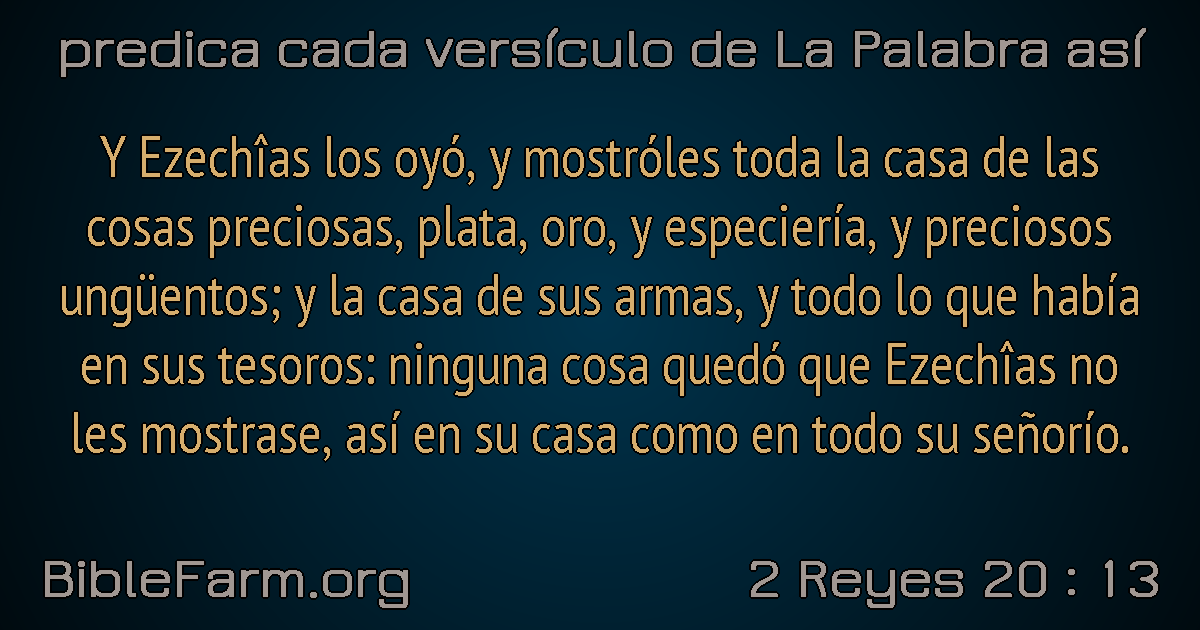 predica cada versículo de La Palabra así
Y Ezechîas los oyó, y mostróles toda la casa de las
cosas preciosas, plata, oro, y especiería, y preciosos
ungüentos; y la casa de sus armas, y todo lo que había
en sus tesoros: ninguna cosa quedó que Ezechîas no
les mostrase, así en su casa como en todo su señorío.
BibleFarm.org
2 Reyes 20 : 13